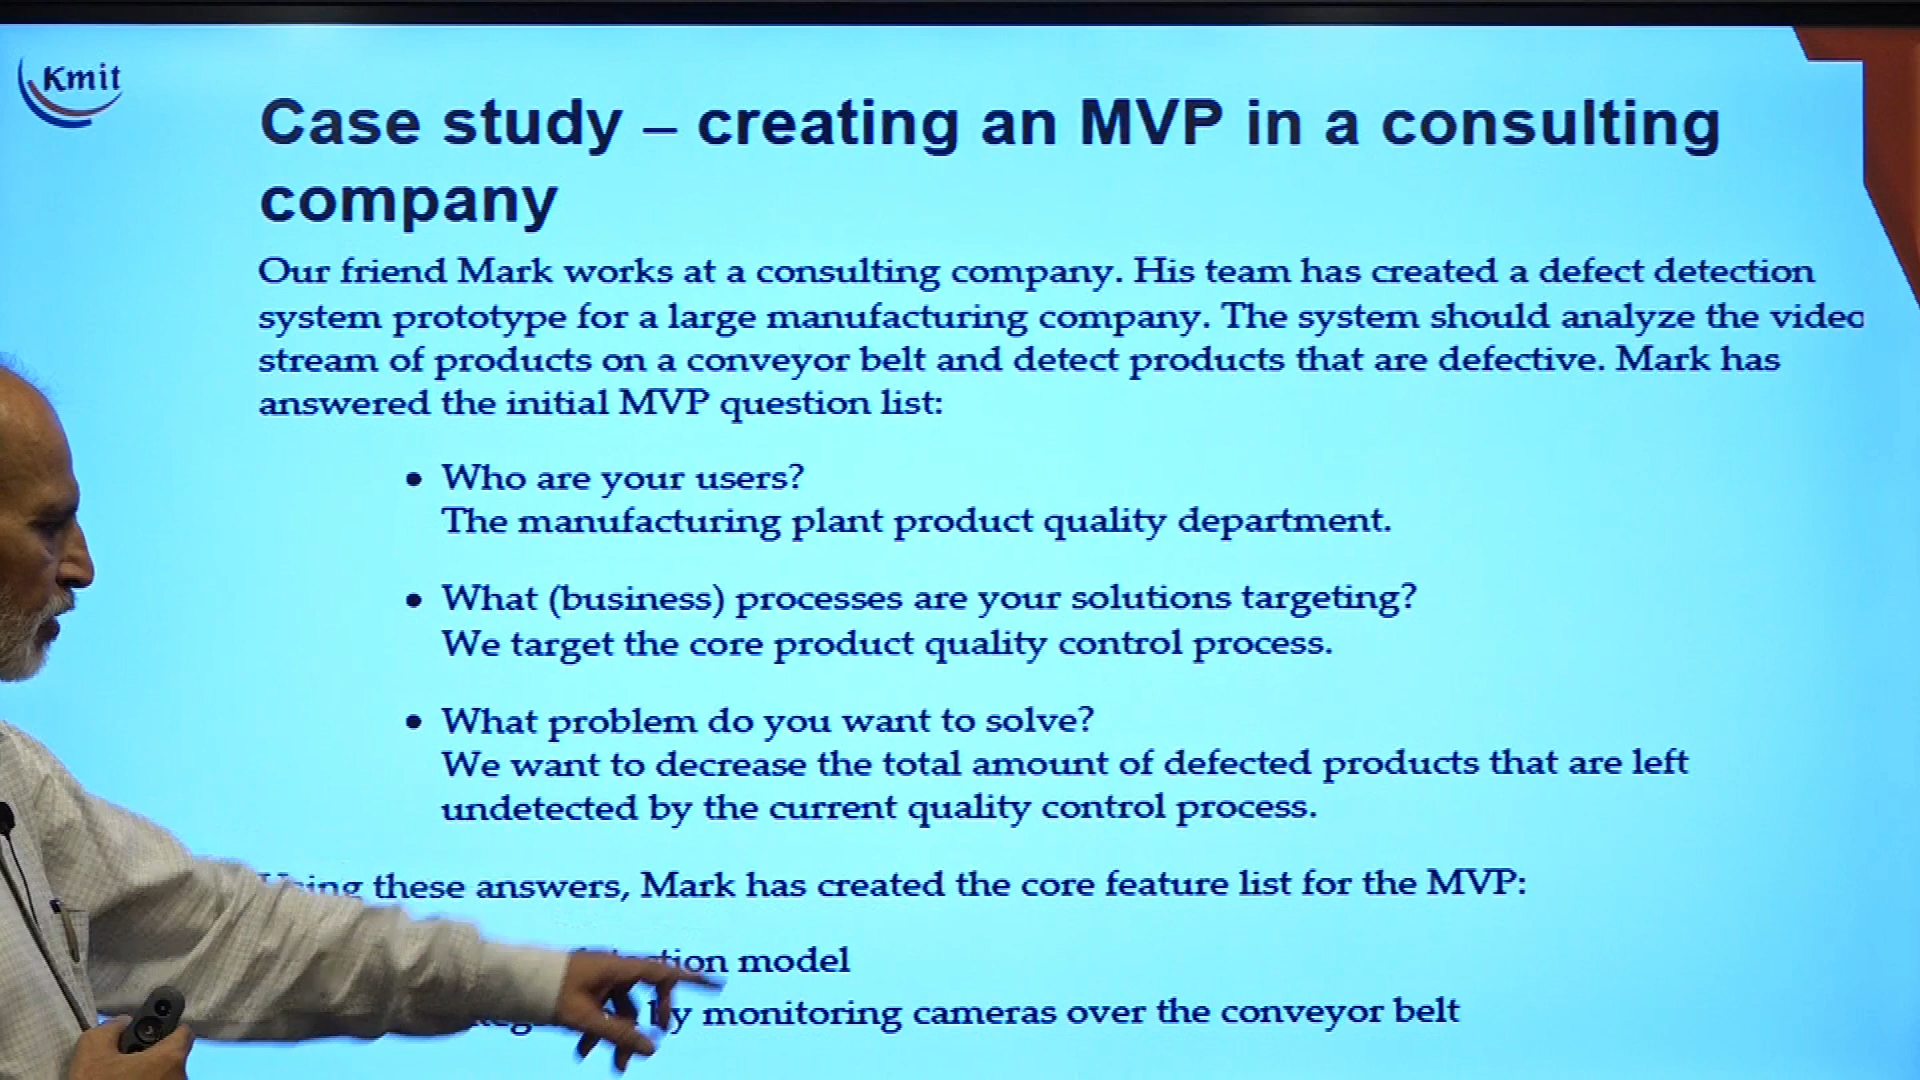 Kmit
Case study – creating an MVP in a consulting
company
Our friend Mark works at a consulting company. His team has created a defect detection
system prototype for a large manufacturing company. The system should analyze the video
stream of products on a conveyor belt and detect products that are defective. Mark has
answered the initial MVP question list:
• Who are your users?
The manufacturing plant product quality department.
• What (business) processes are your solutions targeting?
We target the core product quality control process.
• What problem do you want to solve?
We want to decrease the total amount of defected products that are left
undetected by the current quality control process.
Using these answers, Mark has created the core feature list for the MVP:
model
by monitoring cameras over the conveyor belt